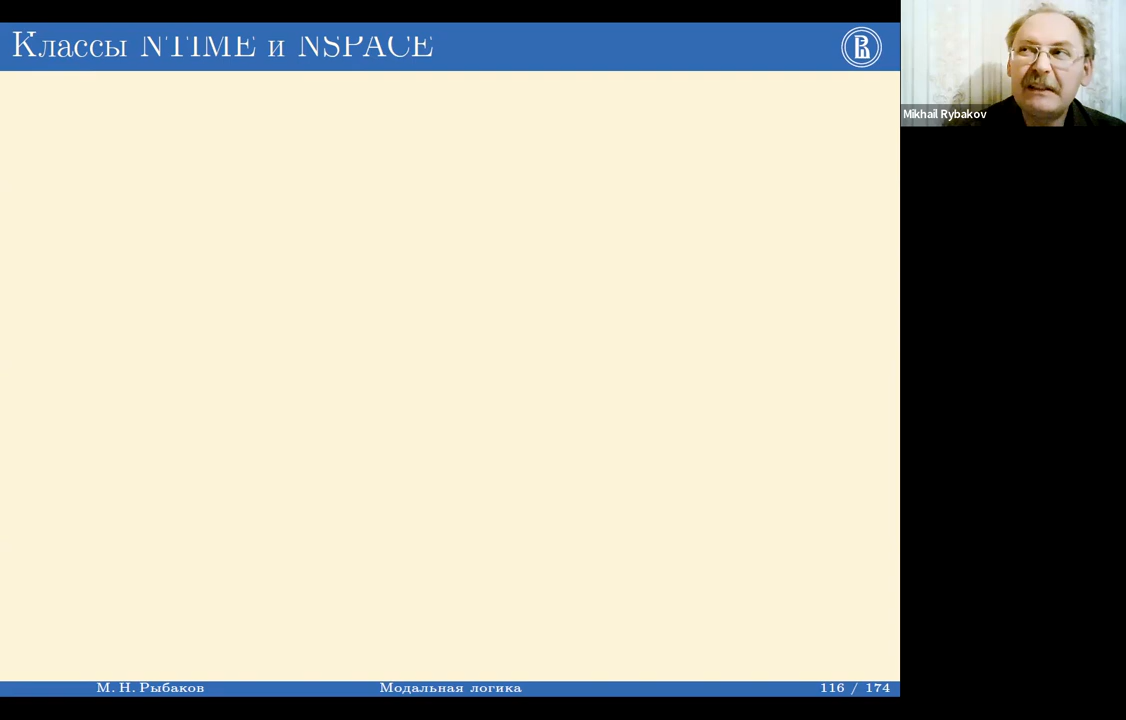 Классы NTIME и NSPACE
Mikhail Rybakov
М. Н. Рыбаков
Модальная логика
116 / 174